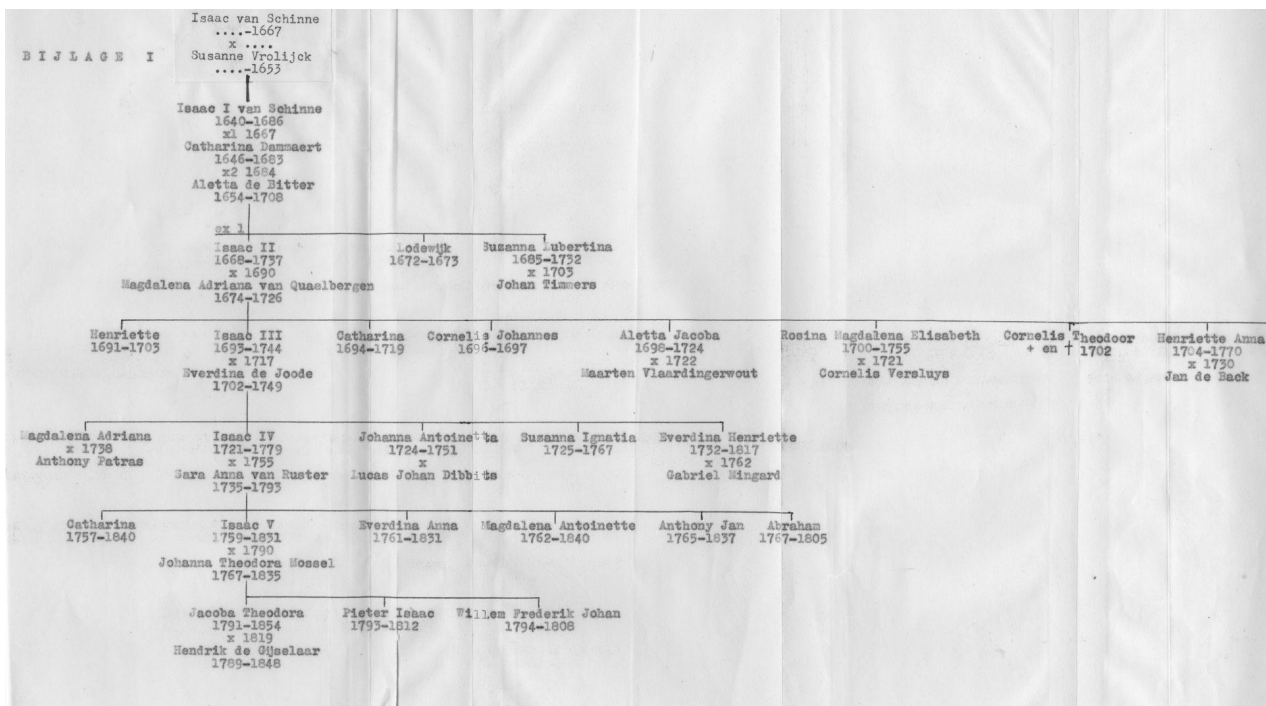 Isaac van Schinne
....-1667
x ....
BIJLAGE I
Susanne Vrolijck
....-1653
Isaac I van Schinne
1640-1686
x1 1667
Catharina Dammaert
1646-1683
x2 1684
Aletta de Bitter
1654-1708
ex 1
Isaac II
1668-1737
x 1690
Magdalena Adriana van Quaelbergen
1674-1726
Lodewijk
1672-1673
Suzanna Lubertina
1685-1732
x 1703
Johan Timmers
Henriette
1691-1703
Isaac III
1693-1744
x 1717
Everdina de Joode
1702-1749
Catharina
1694-1719
Cornelis Johannes
1696-1697
Aletta Jacoba
1698-1724
x 1722
Maarten Vlaardingerwout
Rosina Magdalena Elisabeth
1700-1755
x 1721
Cornelis Versluys
Cornelis Theodoor
+ en † 1702
Henriette Anna
1704-1770
x 1730
Jan de Back
Magdalena Adriana
x 1738
Anthony Patras
Isaac IV
1721-1779
x 1755
Sara Anna van Ruster
1735-1793
Johanna Antoinetta
1724-1751
x
Lucas Johan Dibbits
Susanna Ignatia
1725-1767
Everdina Henriette
1732-1817
x 1762
Gabriel Mingard
Catharina
1757-1840
Isaac V
1759-1831
x 1790
Johanna Theodora Mossel
1767-1835
Everdina Anna
1761-1831
Magdalena Antoinette
1762-1840
Anthony Jan
1765-1837
Abraham
1767-1805
Jacoba Theodora
1791-1854
x 1819
Hendrik de Gijselaar
1789-1848
Pieter Isaac
1793-1812
Willem Frederik Johan
1794-1808